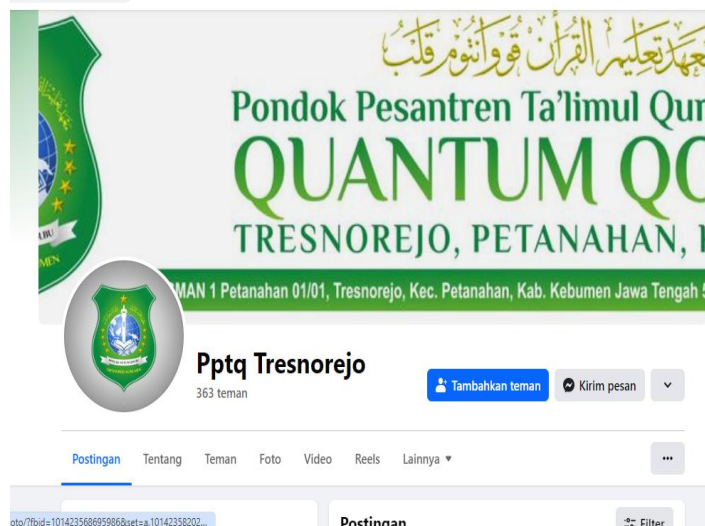 معهد تعليم القرآن قووانتوم قلب
Pondok Pesantren Ta'limul Qur
QUANTUM QO
TRESNOREJO, PETANAHAN,
MAN 1 Petanahan 01/01, Tresnorejo, Kec. Petanahan, Kab. Kebumen Jawa Tengah 5
Pptq Tresnorejo
363 teman
Tambahkan teman
Kirim pesan
Postingan Tentang Teman Foto Video Reels Lainnya
Postingan
Filter
oto/?fbid=101423568695986&set=a.10142358202...